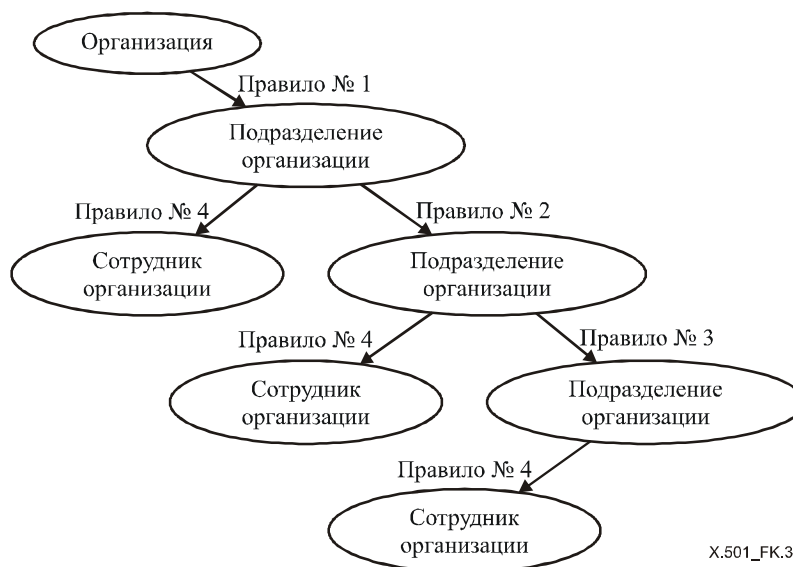 Организация
Правило № 1
Подразделение
организации
Правило № 4
Правило № 2
Сотрудник
организации
Подразделение
организации
Правило № 4
Правило № 3
Сотрудник
организации
Подразделение
организации
Правило № 4
Сотрудник
организации
X.501_FK.3